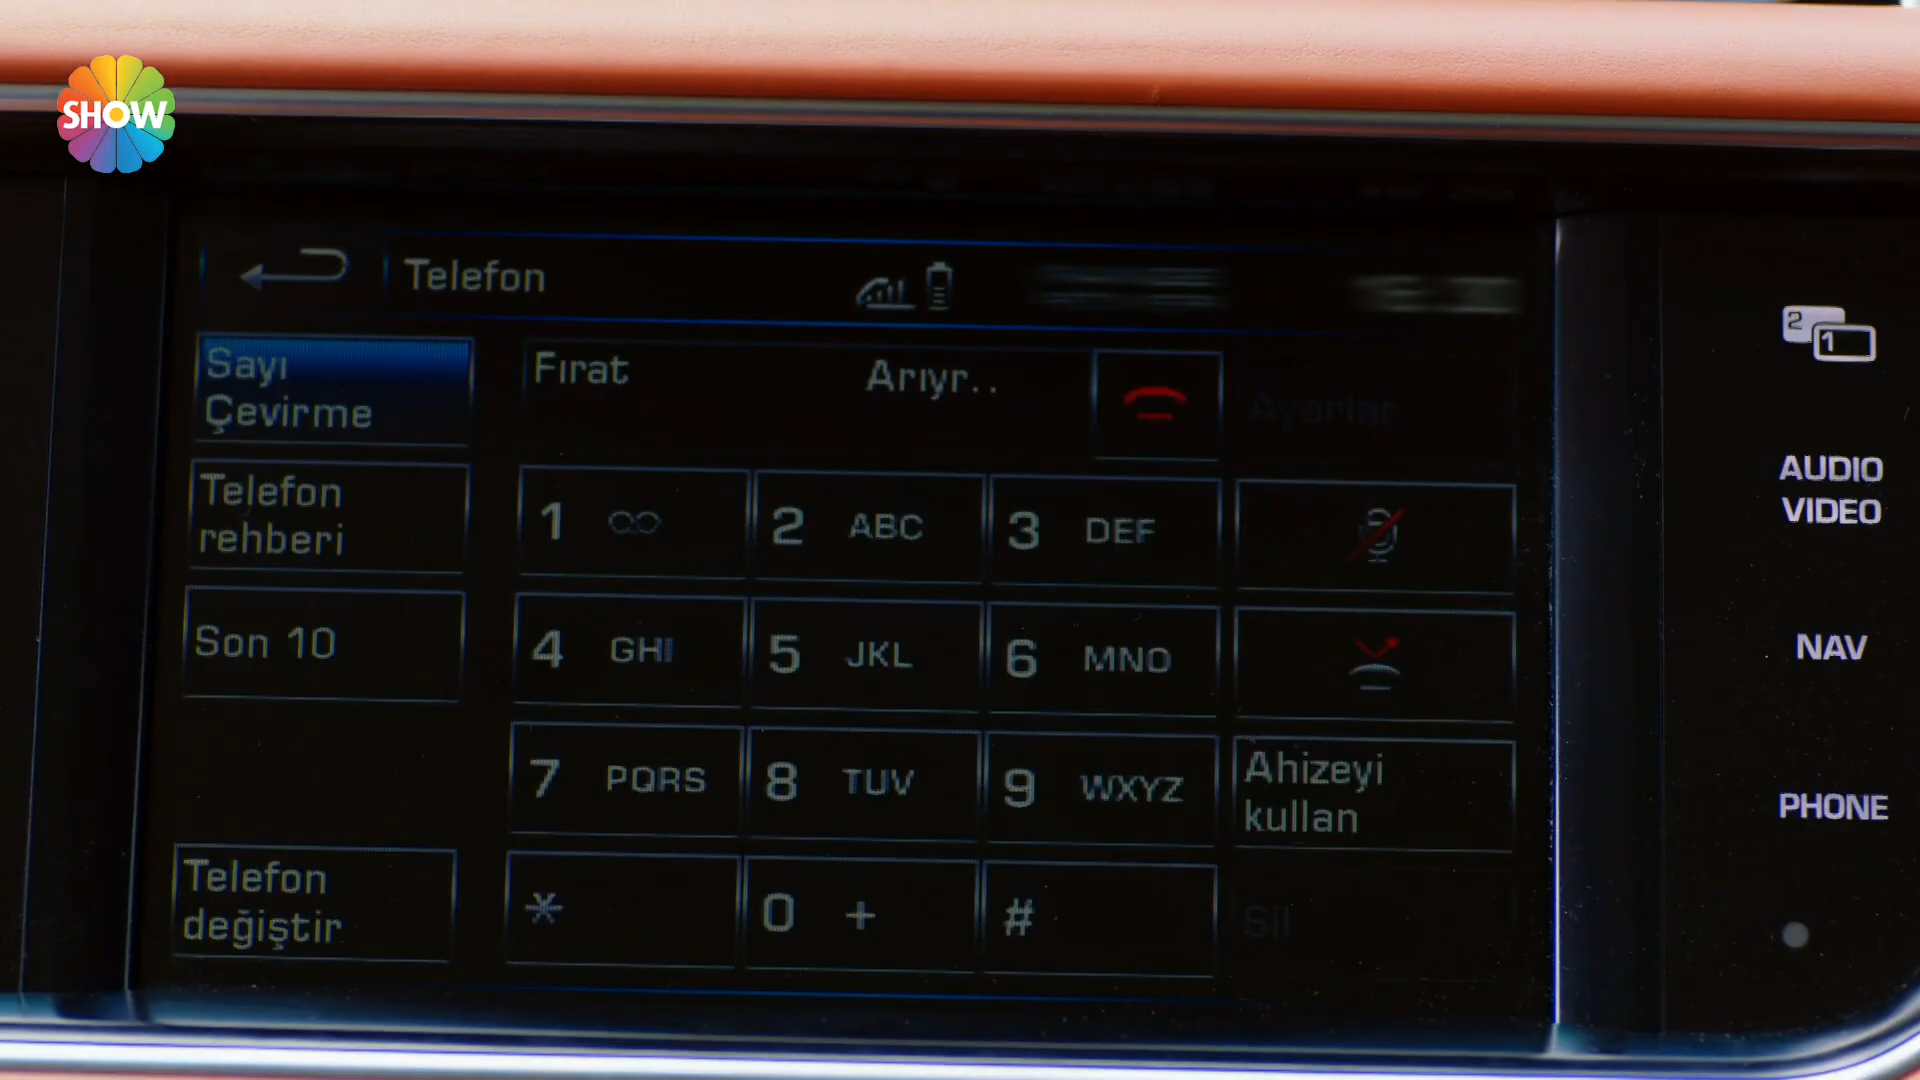 SHOW
Telefon
Sayı
Çevirme
Fırat Arıyr..
Ayarlar
Telefon
rehberi
1 2 ABC 3 DEF
Son 10
4 GHI 5 JKL 6 MNO
7 PQRS 8 TUV 9 WXYZ
Ahizeyi
kullan
Telefon
değiştir
* 0 + #
Sil
2
1
AUDIO
VIDEO
NAV
PHONE